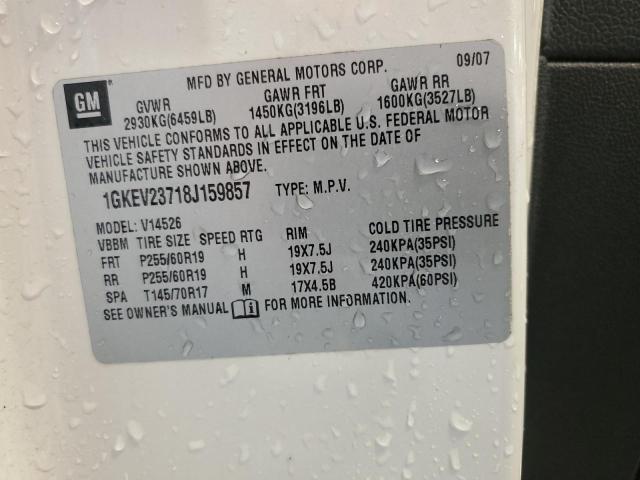 GM
MFD BY GENERAL MOTORS CORP. 09/07
GVWR GAWR FRT GAWR RR
2930KG(6459LB) 1450KG(3196LB) 1600KG(3527LB)
THIS VEHICLE CONFORMS TO ALL APPLICABLE U.S. FEDERAL MOTOR
VEHICLE SAFETY STANDARDS IN EFFECT ON THE DATE OF
MANUFACTURE SHOWN ABOVE.
1GKEV23718J159857 TYPE: M.P.V.
MODEL: V14526
VBBM TIRE SIZE SPEED RTG RIM COLD TIRE PRESSURE
FRT P255/60R19 H 19X7.5J 240KPA(35PSI)
RR P255/60R19 H 19X7.5J 240KPA(35PSI)
SPA T145/70R17 M 17X4.5B 420KPA(60PSI)
SEE OWNER'S MANUAL FOR MORE INFORMATION.